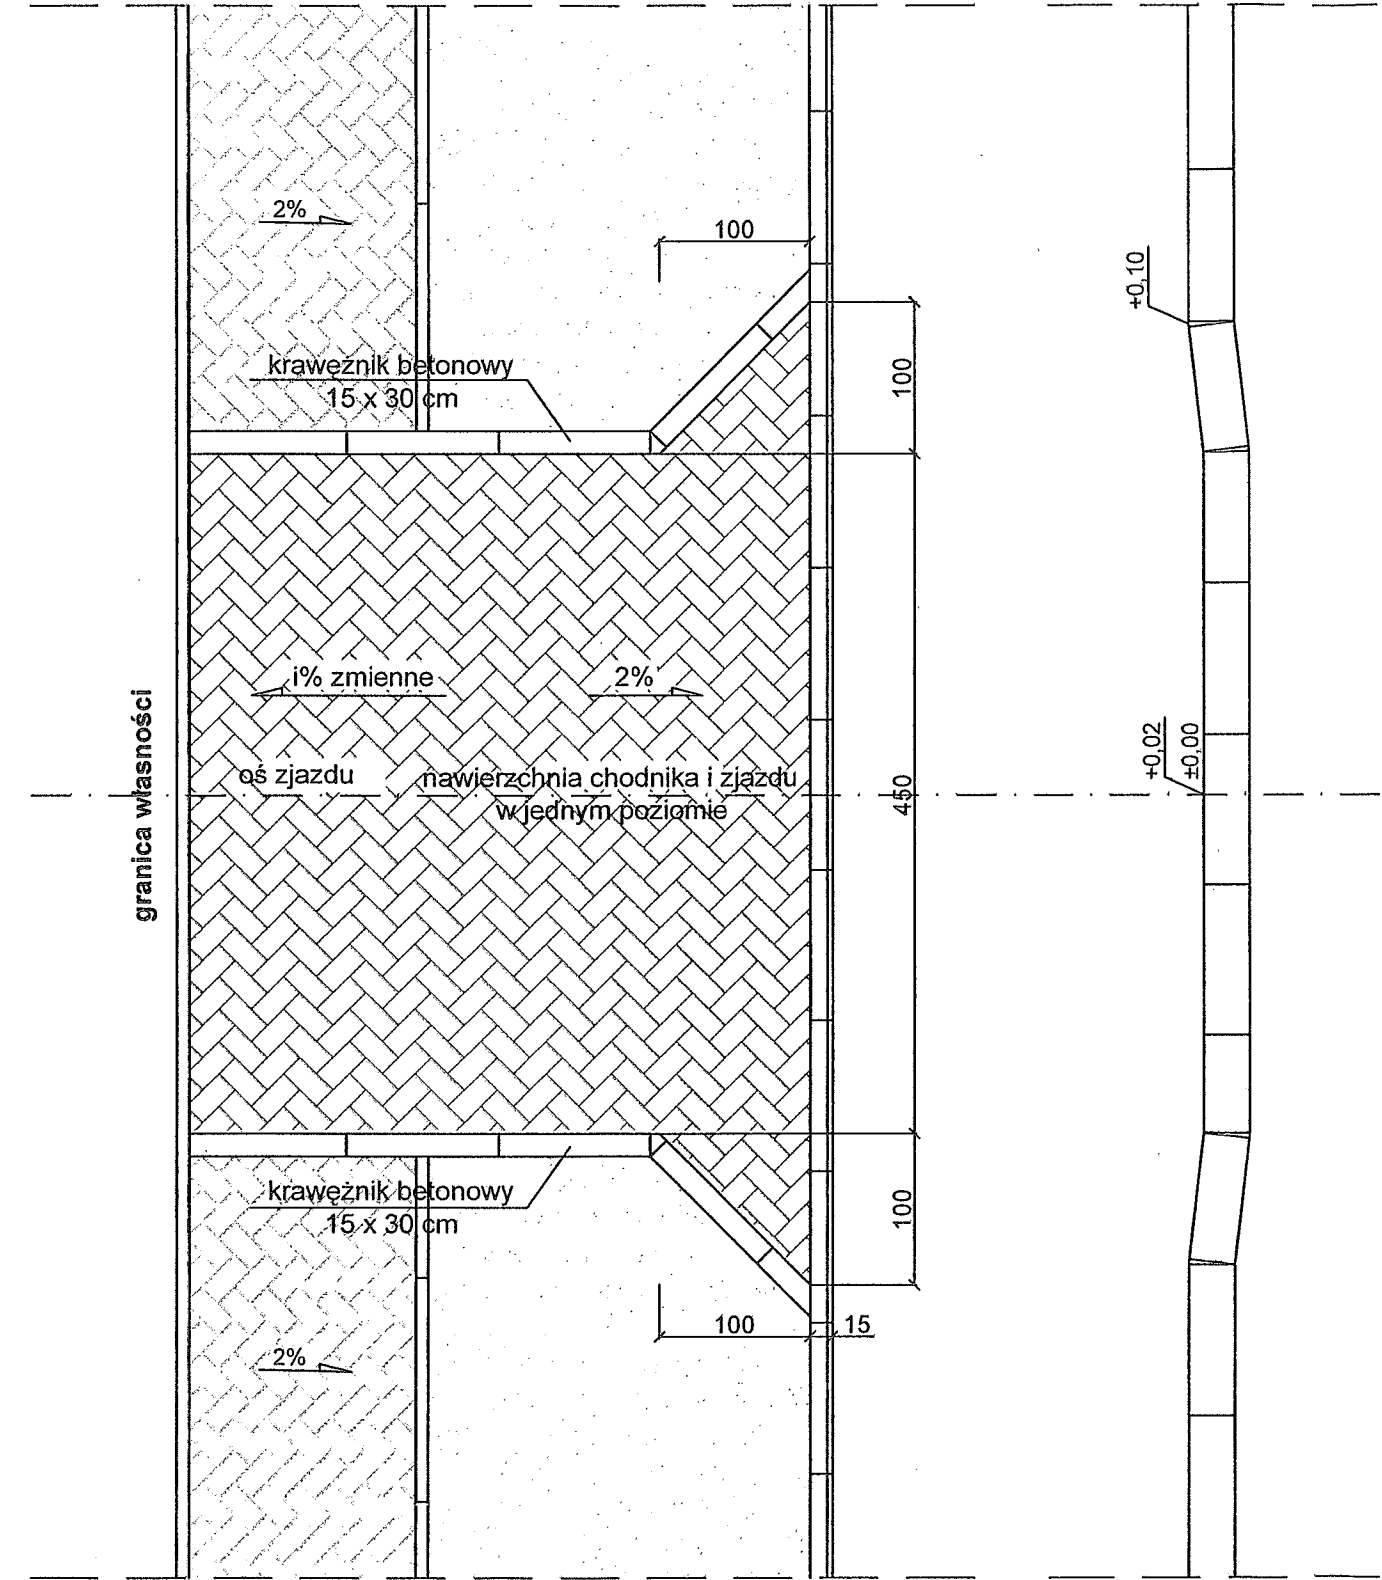 2%
100
+0,10
krawężnik betonowy
15 x 30 cm
100
i% zmienne
2%
granica własności
oś zjazdu
nawierzchnia chodnika i zjazdu
w jednym poziomie
450
+0,02
±0,00
krawężnik betonowy
15 x 30 cm
100
100
15
2%